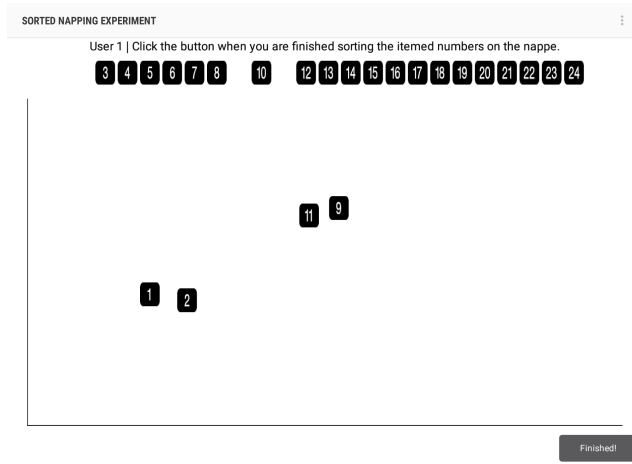 SORTED NAPPING EXPERIMENT
User 1 | Click the button when you are finished sorting the itemed numbers on the nappe.
3 4 5 6 7 8 10 12 13 14 15 16 17 18 19 20 21 22 23 24
11 9
1 2
Finished!